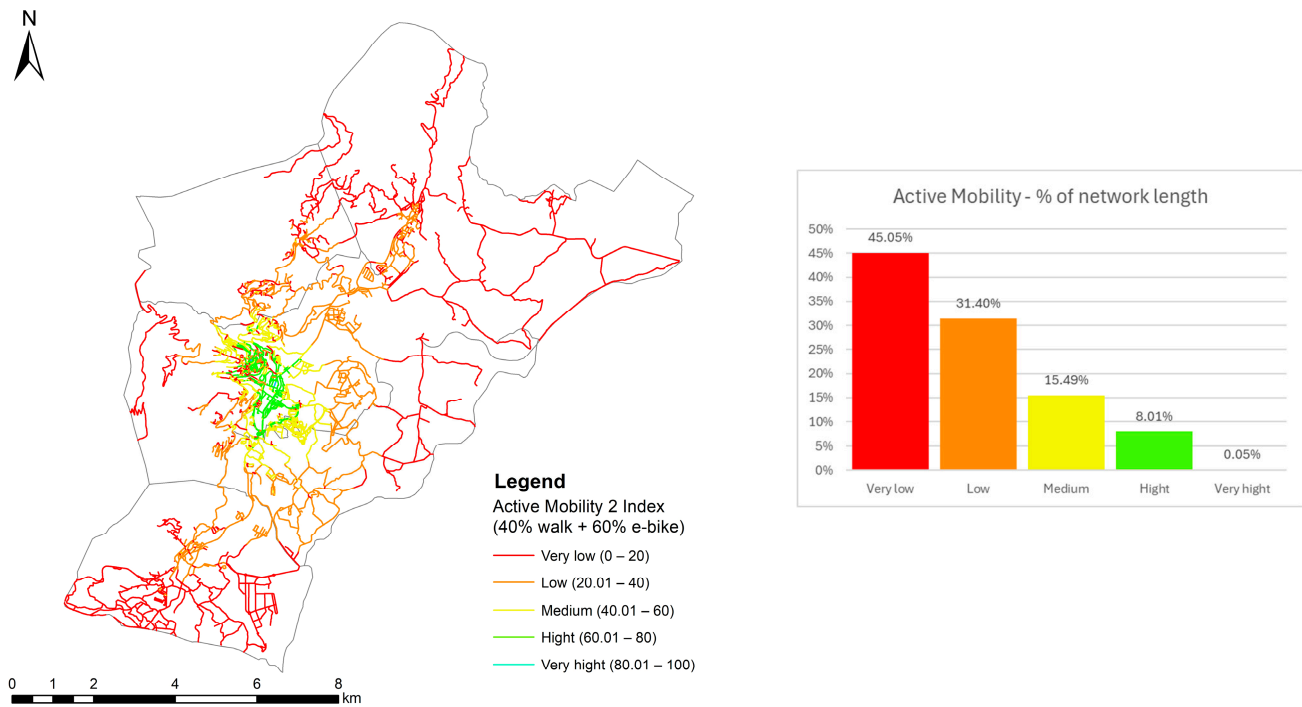 N
Legend
Active Mobility 2 Index
(40% walk + 60% e-bike)
Very low (0 – 20)
Low (20.01 – 40)
Medium (40.01 – 60)
Hight (60.01 – 80)
Very hight (80.01 – 100)
0 1 2 4 6 8 km
Active Mobility - % of network length
50%
45%
40%
35%
30%
25%
20%
15%
10%
5%
0%
45.05%
31.40%
15.49%
8.01%
0.05%
Very low Low Medium Hight Very hight